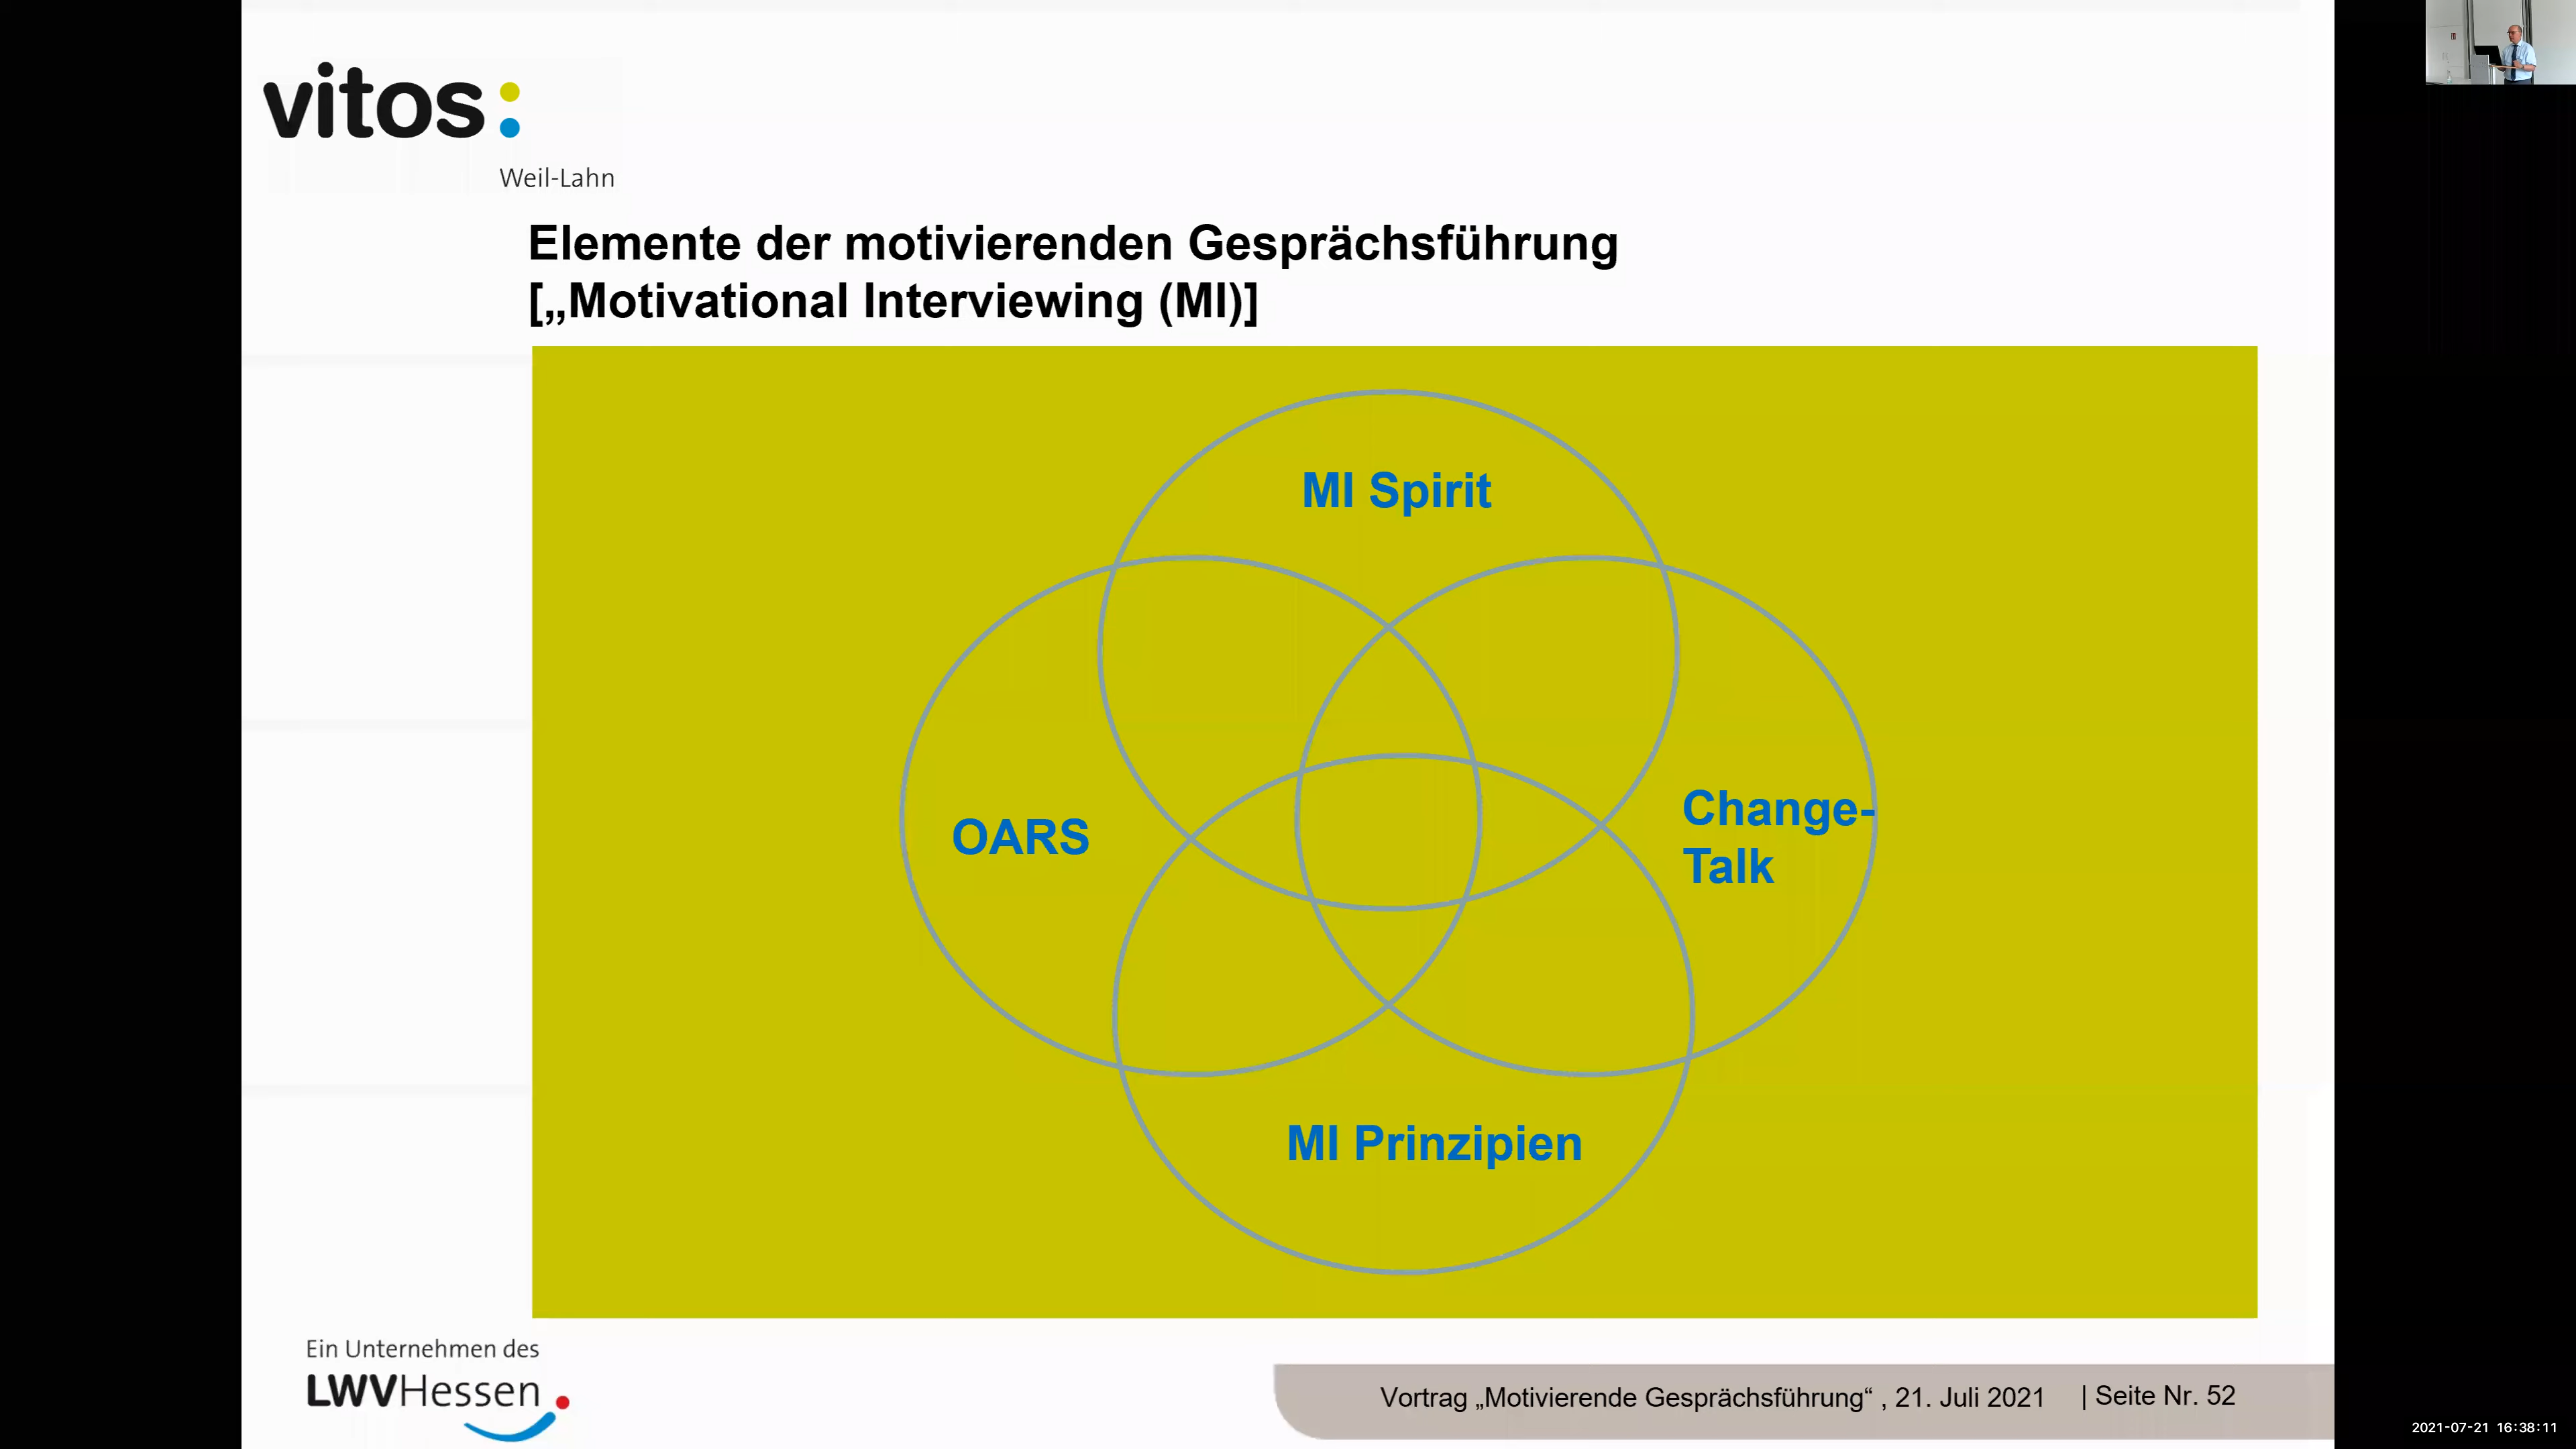 vitos:
Weil-Lahn
Elemente der motivierenden Gesprächsführung
[„Motivational Interviewing (MI)]
MI Spirit
OARS
Change-
Talk
MI Prinzipien
Ein Unternehmen des
LWVHessen
Vortrag „Motivierende Gesprächsführung“ , 21. Juli 2021 | Seite Nr. 52
2021-07-21 16:38:11